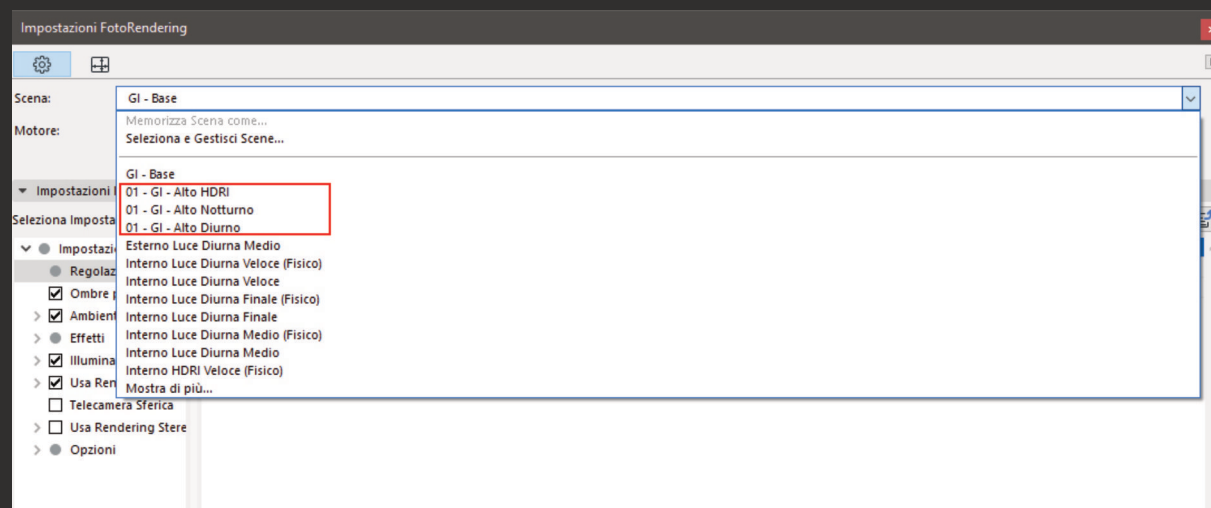 Impostazioni FotoRendering
Scena:
GI - Base
Motore:
Memorizza Scena come...
Seleziona e Gestisci Scene...
GI - Base
01 - GI - Alto HDRI
01 - GI - Alto Notturno
01 - GI - Alto Diurno
Esterno Luce Diurna Medio
Interno Luce Diurna Veloce (Fisico)
Interno Luce Diurna Veloce
Interno Luce Diurna Finale (Fisico)
Interno Luce Diurna Finale
Interno Luce Diurna Medio (Fisico)
Interno Luce Diurna Medio
Interno HDRI Veloce (Fisico)
Mostra di più...
Impostazioni
Seleziona Imposta
Impostazi
Regolaz
Ombre
Ambient
Effetti
Illumina
Usa Ren
Telecamera Sferica
Usa Rendering Stere
Opzioni